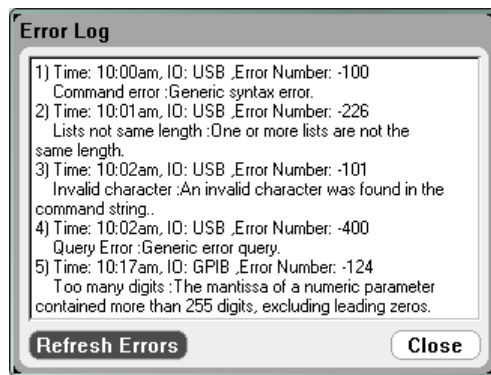 Error Log
1) Time: 10:00am, IO: USB ,Error Number: -100
Command error :Generic syntax error.
2) Time: 10:01am, IO: USB ,Error Number: -226
Lists not same length :One or more lists are not the
same length.
3) Time: 10:02am, IO: USB ,Error Number: -101
Invalid character :An invalid character was found in the
command string..
4) Time: 10:02am, IO: USB ,Error Number: -400
Query Error :Generic error query.
5) Time: 10:17am, IO: GPIB ,Error Number: -124
Too many digits :The mantissa of a numeric parameter
contained more than 255 digits, excluding leading zeros.
Refresh Errors
Close